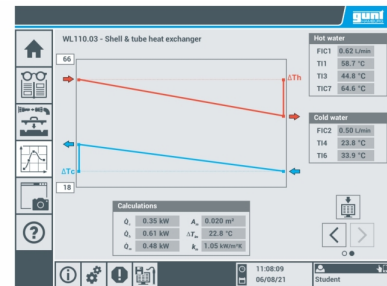 gunt
WL110.03 - Shell & tube heat exchanger
66
ΔTh
ΔTc
18
Hot water
FIC1 0.62 L/min
TI1 58.7 °C
TI3 44.8 °C
TIC7 64.6 °C
Cold water
FIC2 0.50 L/min
TI4 23.8 °C
TI6 33.9 °C
Calculations
0.35 kW Aₘ 0.020 m²
0.61 kW ΔTₘ 22.8 °C
0.48 kW kₘ 1.05 kW/m²K
?
11:08:09
06/08/21
Student